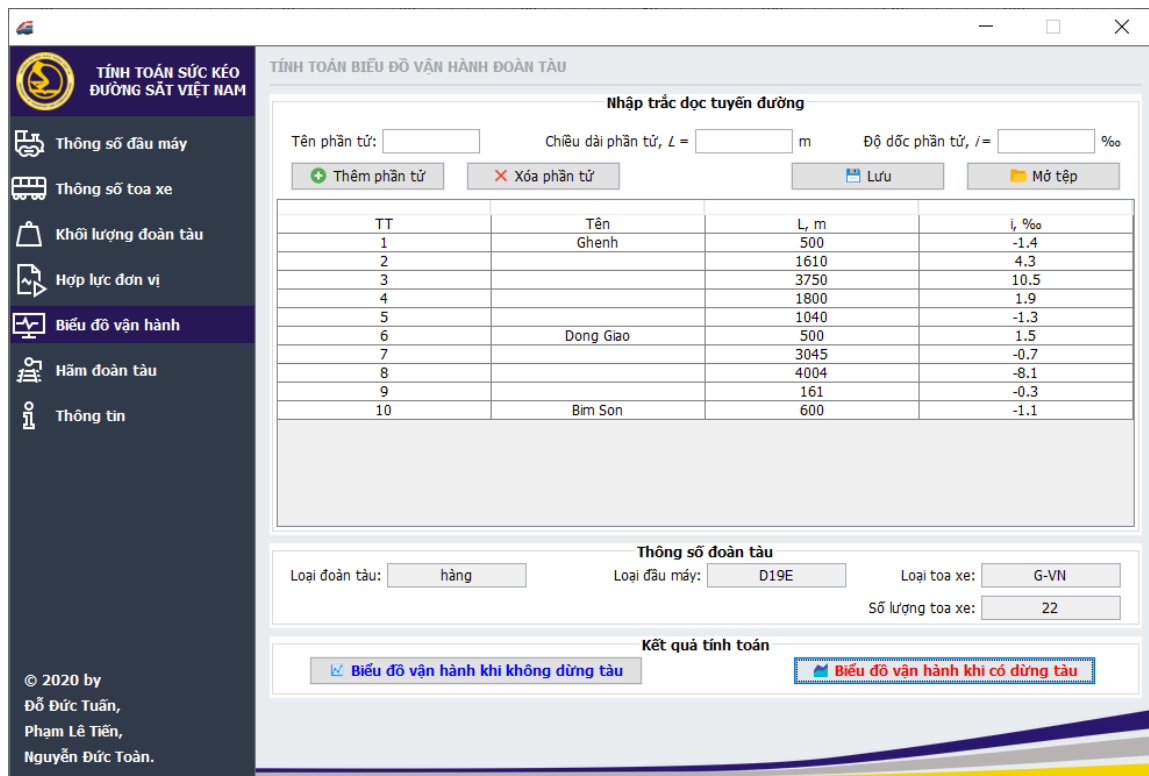 TÍNH TOÁN SỨC KÉO
ĐƯỜNG SẮT VIỆT NAM
Thông số đầu máy
Thông số toa xe
Khối lượng đoàn tàu
Hợp lực đơn vị
Biểu đồ vận hành
Hãm đoàn tàu
Thông tin
© 2020 by
Đỗ Đức Tuấn,
Phạm Lê Tiến,
Nguyễn Đức Toàn.
TÍNH TOÁN BIỂU ĐỒ VẬN HÀNH ĐOÀN TÀU
Nhập trắc dọc tuyến đường
Tên phần tử: Chiều dài phần tử, L = m Độ dốc phần tử, i= ‰
Thêm phần tử Xóa phần tử Lưu Mở tệp
TT Tên L, m i, ‰
1 Ghenh 500 -1.4
2 1610 4.3
3 3750 10.5
4 1800 1.9
5 1040 -1.3
6 Dong Giao 500 1.5
7 3045 -0.7
8 4004 -8.1
9 161 -0.3
10 Bim Son 600 -1.1
Thông số đoàn tàu
Loại đoàn tàu: hàng Loại đầu máy: D19E Loại toa xe: G-VN
Số lượng toa xe: 22
Kết quả tính toán
Biểu đồ vận hành khi không dừng tàu Biểu đồ vận hành khi có dừng tàu